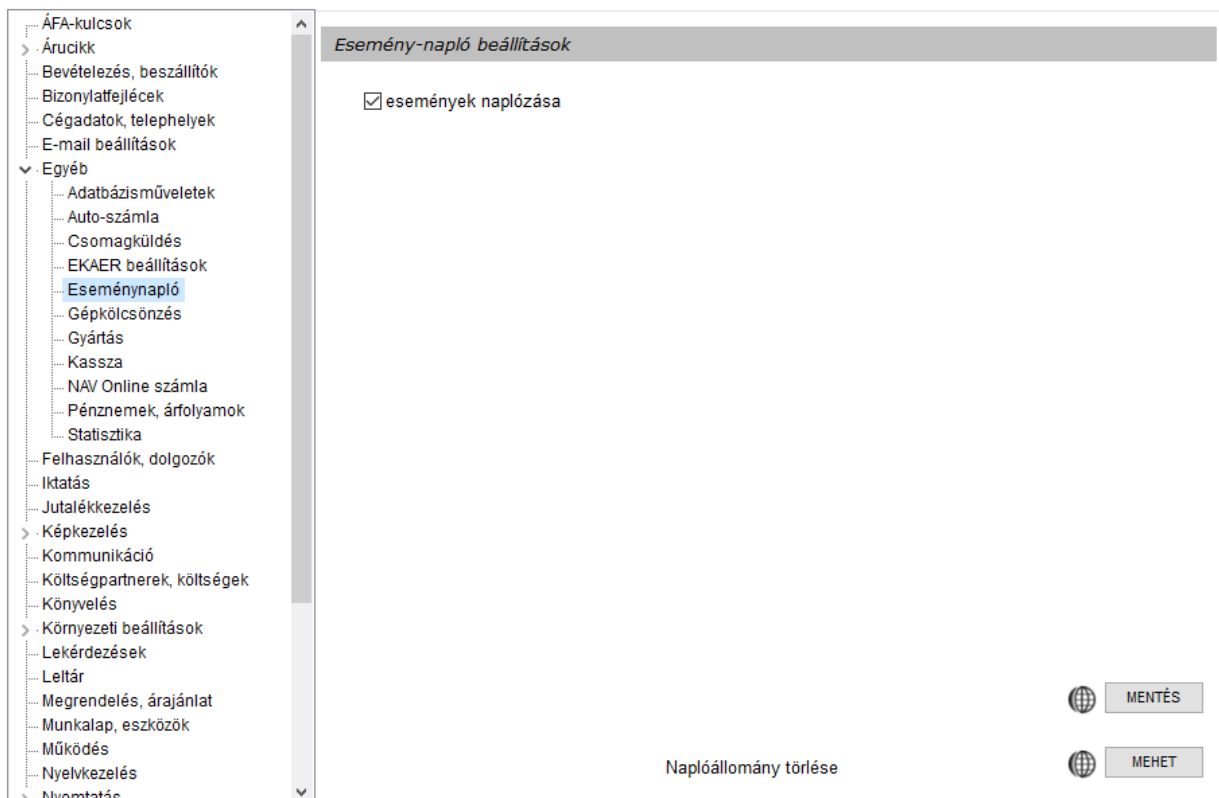 ÁFA-kulcsok
Árucikk
Bevételezés, beszállítók
Bizonylatfejlécek
Cégadatok, telephelyek
E-mail beállítások
Egyéb
Adatbázisműveletek
Auto-számla
Csomagküldés
EKAER beállítások
Eseménynapló
Gépkölcsönzés
Gyártás
Kassza
NAV Online számla
Pénznemek, árfolyamok
Statisztika
Felhasználók, dolgozók
Iktatás
Jutalékkezelés
Képkezelés
Kommunikáció
Költségpartnerek, költségek
Könyvelés
Környezeti beállítások
Lekérdezések
Leltár
Megrendelés, árajánlat
Munkalap, eszközök
Működés
Nyelvkezelés
Nyomtatás
Esemény-napló beállítások
események naplózása
MENTÉS
Naplóállomány törlése
MEHET